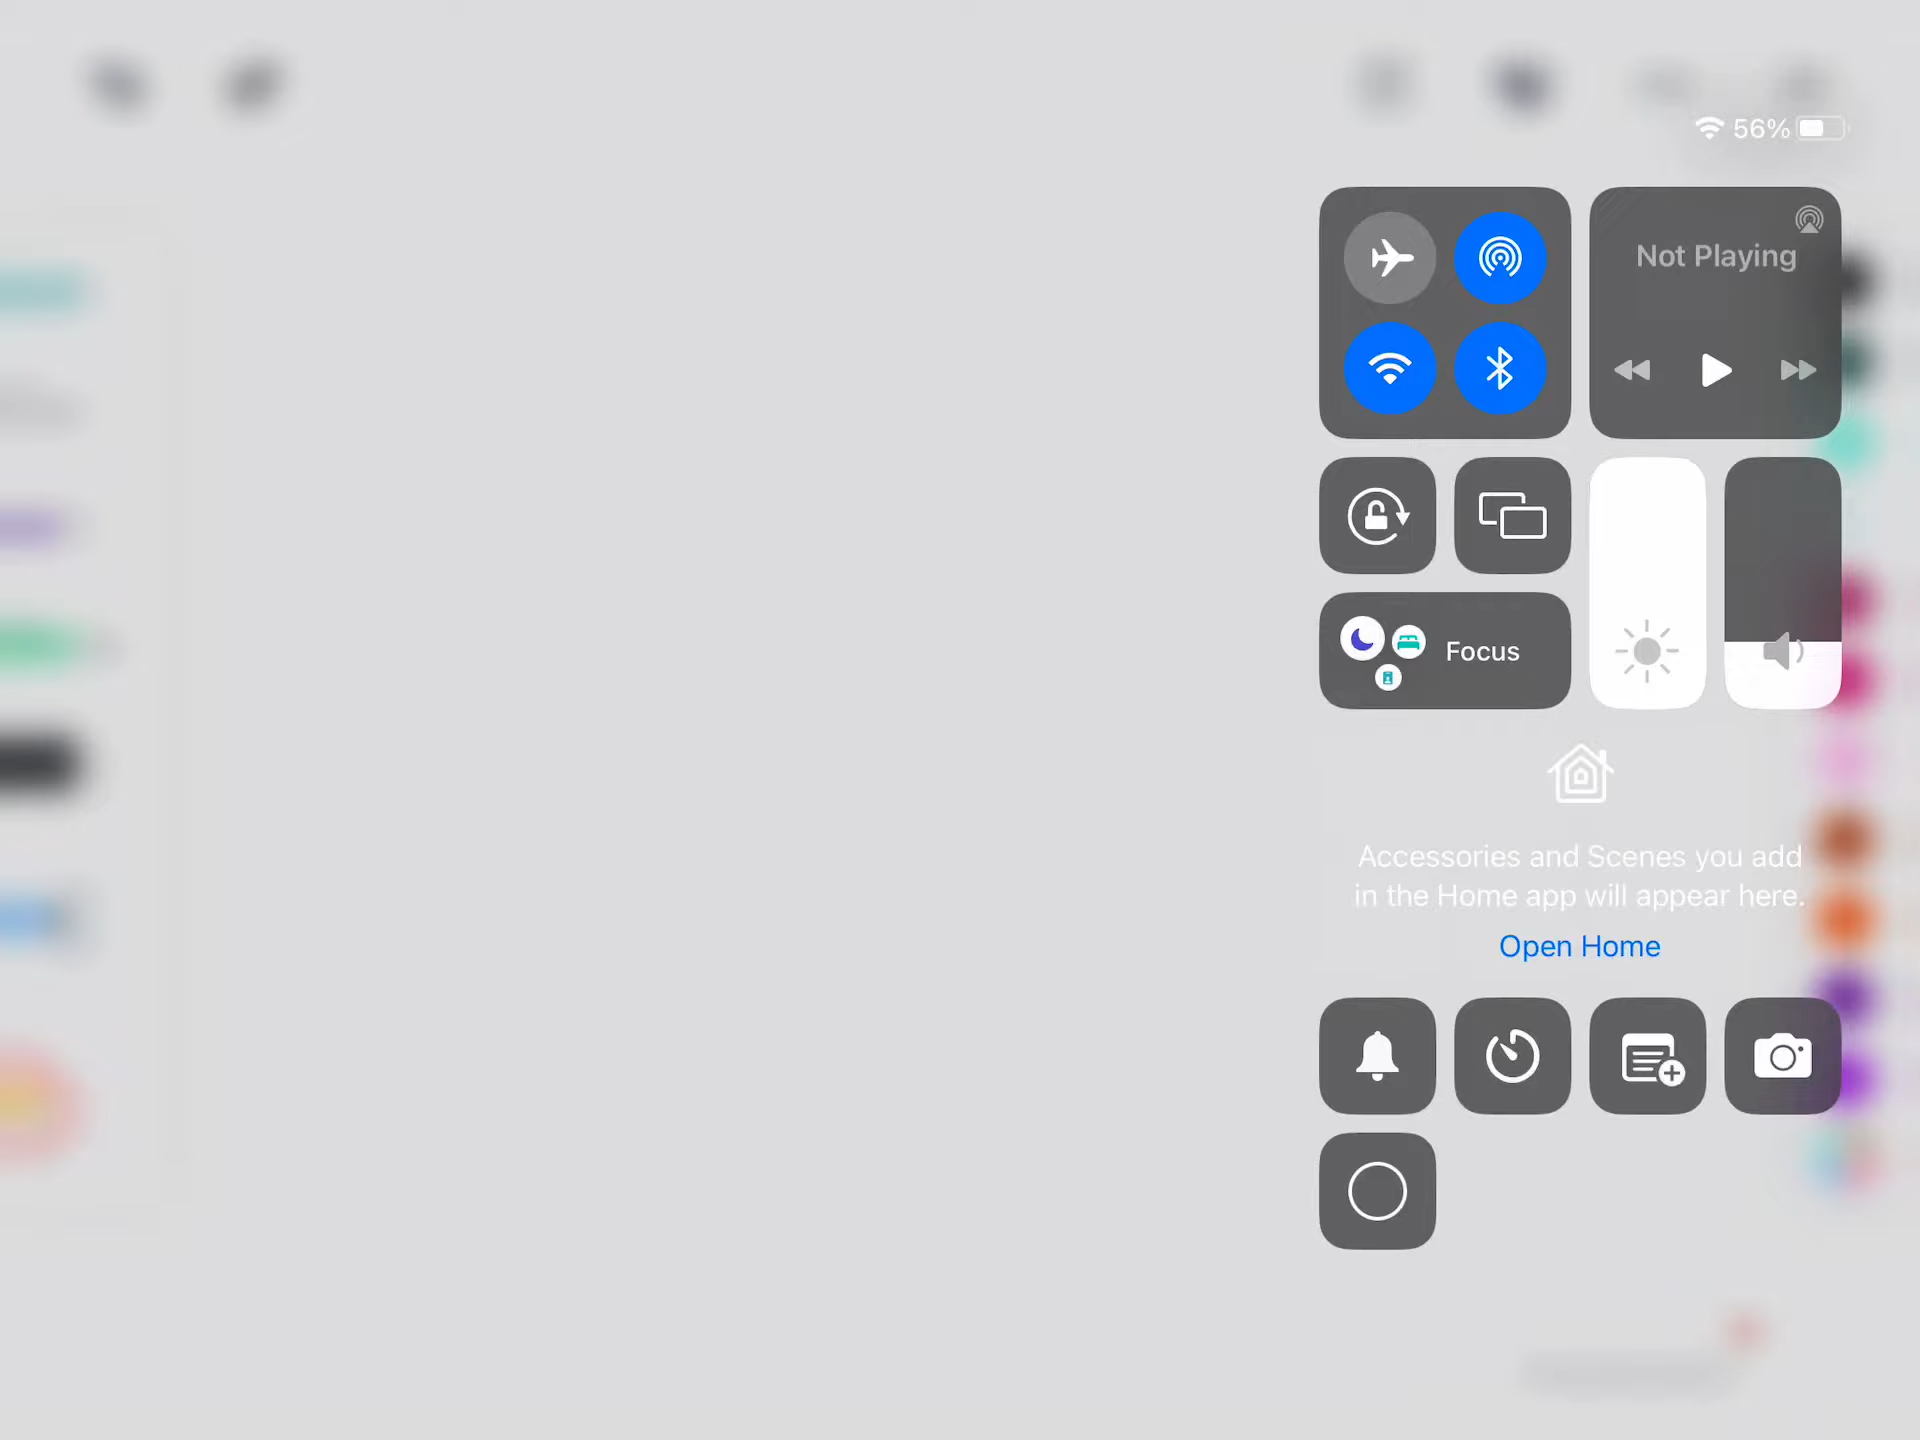 56%
Not Playing
Focus
Accessories and Scenes you add
in the Home app will appear here.
Open Home